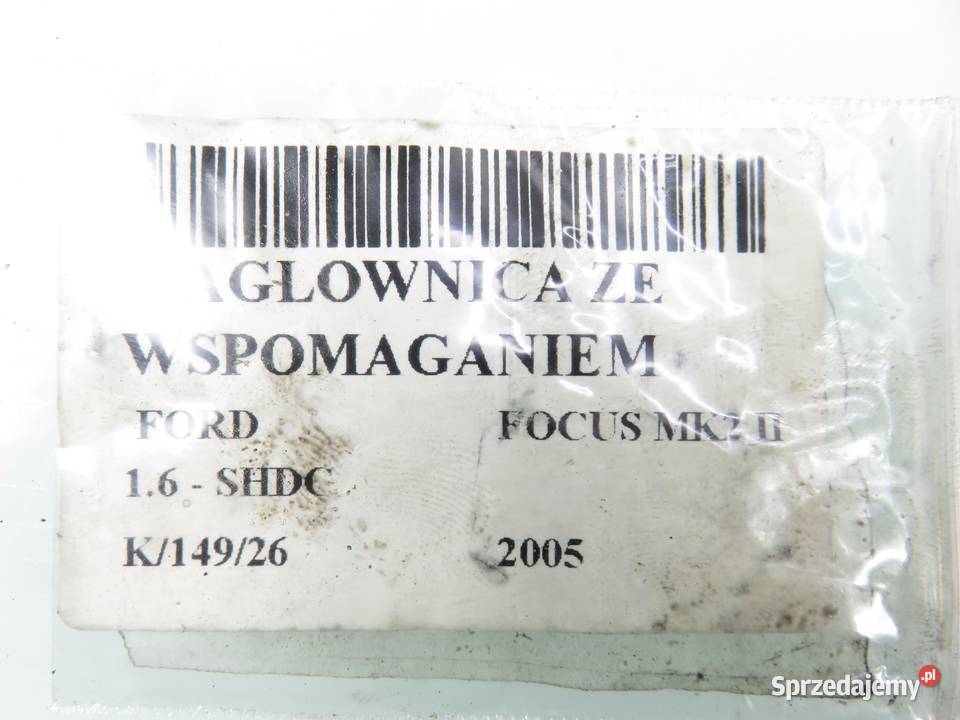 AGLOWNICA ZE
WSPOMAGANIEM
FORD FOCUS MK2 II
1.6 - SHDC
K/149/26 2005
Sprzedajemy.pl